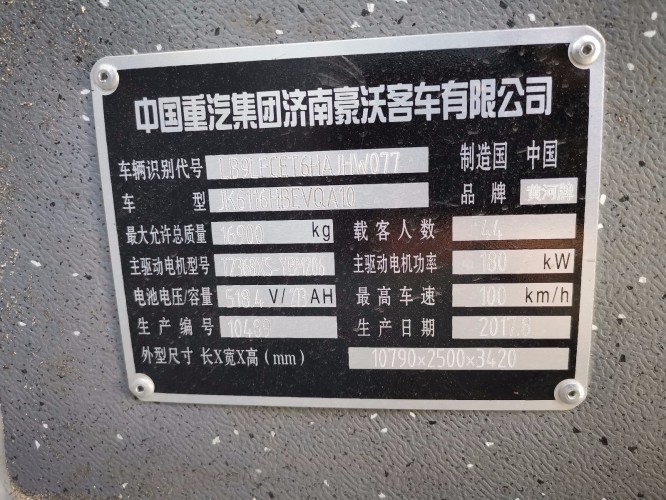 中国重汽集团济南豪沃客车有限公司
车辆识别代号 LB9LFCET6HAJHW077 制造国 中国
车 型 品牌 黄河牌
最大允许总质量 16900 kg 载客人数 44
主驱动电机型号 主驱动电机功率 180 kW
电池电压/容量 518.4 V/ 213 AH 最高车速 100 km/h
生产编号 生产日期 2017.6
外型尺寸 长X宽X高(mm) 10790×2500×3420